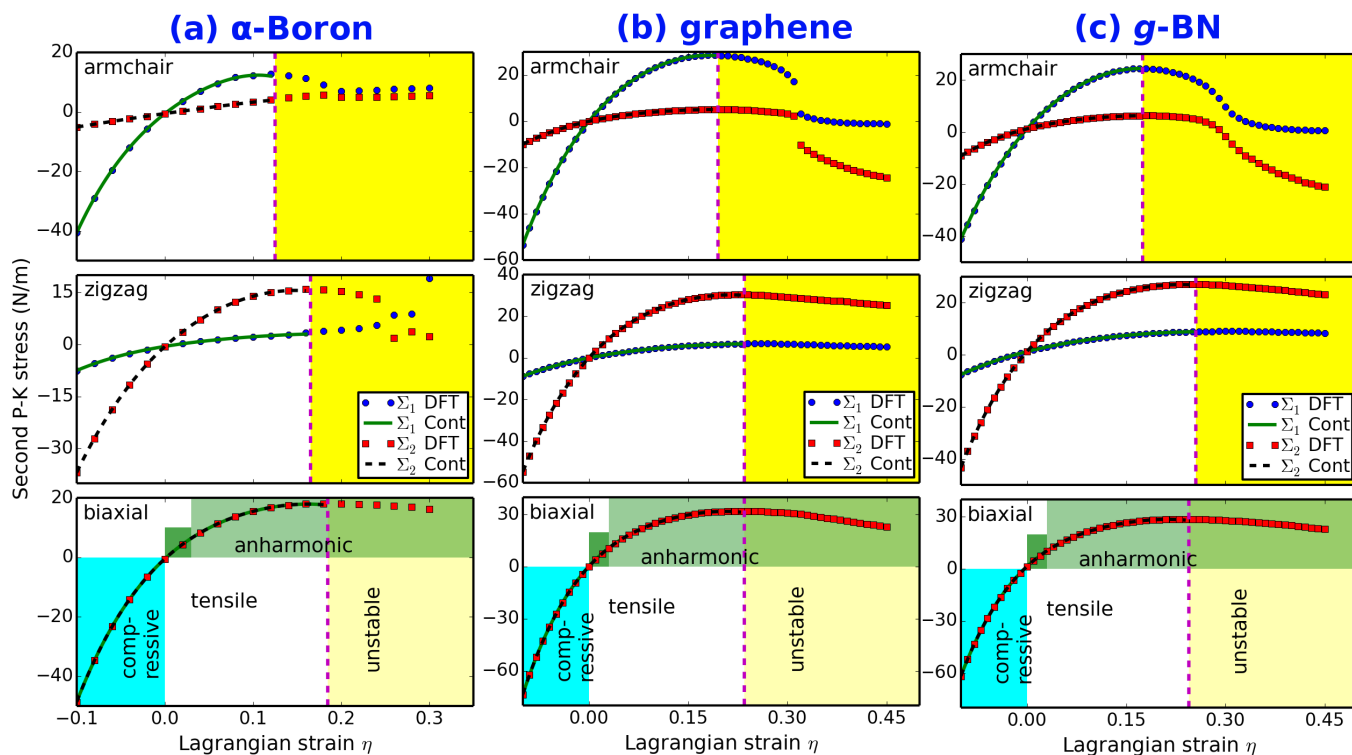 (a) α-Boron
(b) graphene
(c) g-BN
Second P-K stress (N/m)
armchair
20
0
−20
−40
armchair
20
0
−20
−40
−60
armchair
20
0
−20
−40
zigzag
15
0
−15
−30
Σ1 DFT
Σ1 Cont
Σ2 DFT
Σ2 Cont
zigzag
40
20
0
−20
−40
−60
Σ1 DFT
Σ1 Cont
Σ2 DFT
Σ2 Cont
zigzag
20
0
−20
−40
Σ1 DFT
Σ1 Cont
Σ2 DFT
Σ2 Cont
biaxial
anharmonic
tensile
comp-
ressive
unstable
20
0
−20
−40
−0.1 0.0 0.1 0.2 0.3
Lagrangian strain η
biaxial
anharmonic
tensile
comp-
ressive
unstable
30
0
−30
−60
0.00 0.15 0.30 0.45
Lagrangian strain η
biaxial
anharmonic
tensile
comp-
ressive
unstable
30
0
−30
−60
0.00 0.15 0.30 0.45
Lagrangian strain η